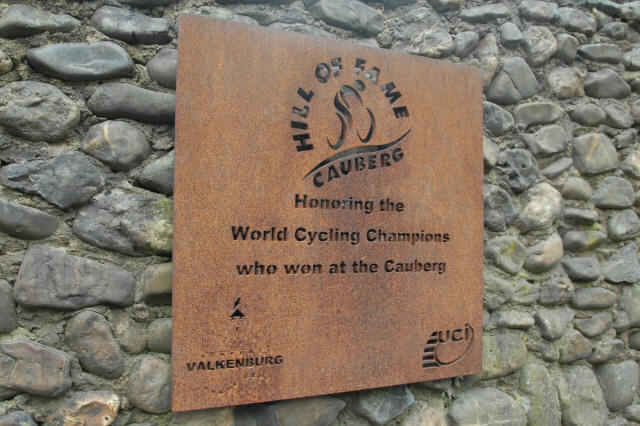 HILL OF FAME
CAUBERG
Honoring the
World Cycling Champions
who won at the Cauberg
VALKENBURG
UCi